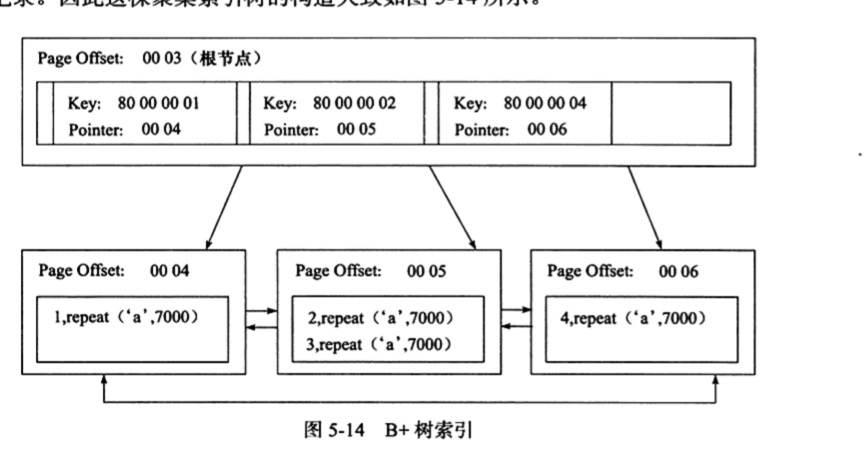 记录。因此这棵聚集索引树的构造大致如图 5-14 所示。
Page Offset: 00 03（根节点）
Key: 80 00 00 01
Pointer: 00 04
Key: 80 00 00 02
Pointer: 00 05
Key: 80 00 00 04
Pointer: 00 06
Page Offset: 00 04
1,repeat（‘a’,7000）
Page Offset: 00 05
2,repeat（‘a’,7000）
3,repeat（‘a’,7000）
Page Offset: 00 06
4,repeat（‘a’,7000）
图 5-14 B+ 树索引